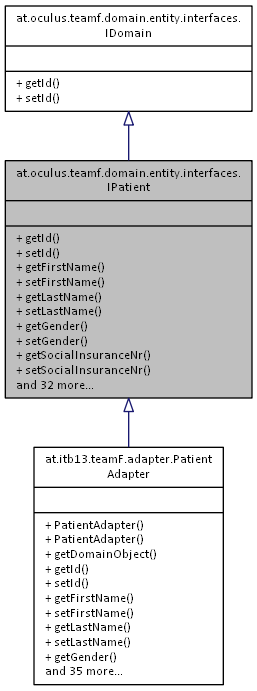 at.oculus.teamf.domain.entity.interfaces.
IDomain
+ getId()
+ setId()
at.oculus.teamf.domain.entity.interfaces.
IPatient
+ getId()
+ setId()
+ getFirstName()
+ setFirstName()
+ getLastName()
+ setLastName()
+ getGender()
+ setGender()
+ getSocialInsuranceNr()
+ setSocialInsuranceNr()
and 32 more...
at.itb13.teamF.adapter.Patient
Adapter
+ PatientAdapter()
+ PatientAdapter()
+ getDomainObject()
+ getId()
+ setId()
+ getFirstName()
+ setFirstName()
+ getLastName()
+ setLastName()
+ getGender()
and 35 more...